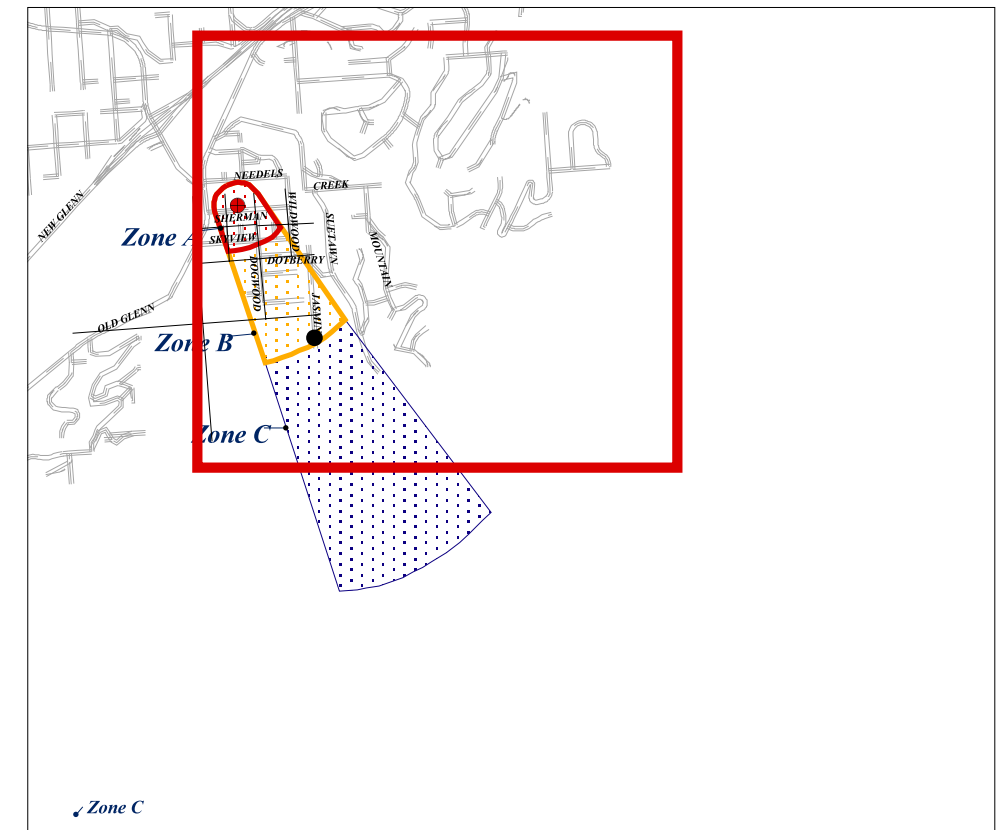 NEEDELS
CREEK
NEW GLENN
SHERMAN
WILDWOOD
SUETAWN
Zone A
SKYVIEW
MOUNTAIN
DOTBERRY
DOGWOOD
JASMIN
OLD GLENN
Zone B
Zone C
Zone C